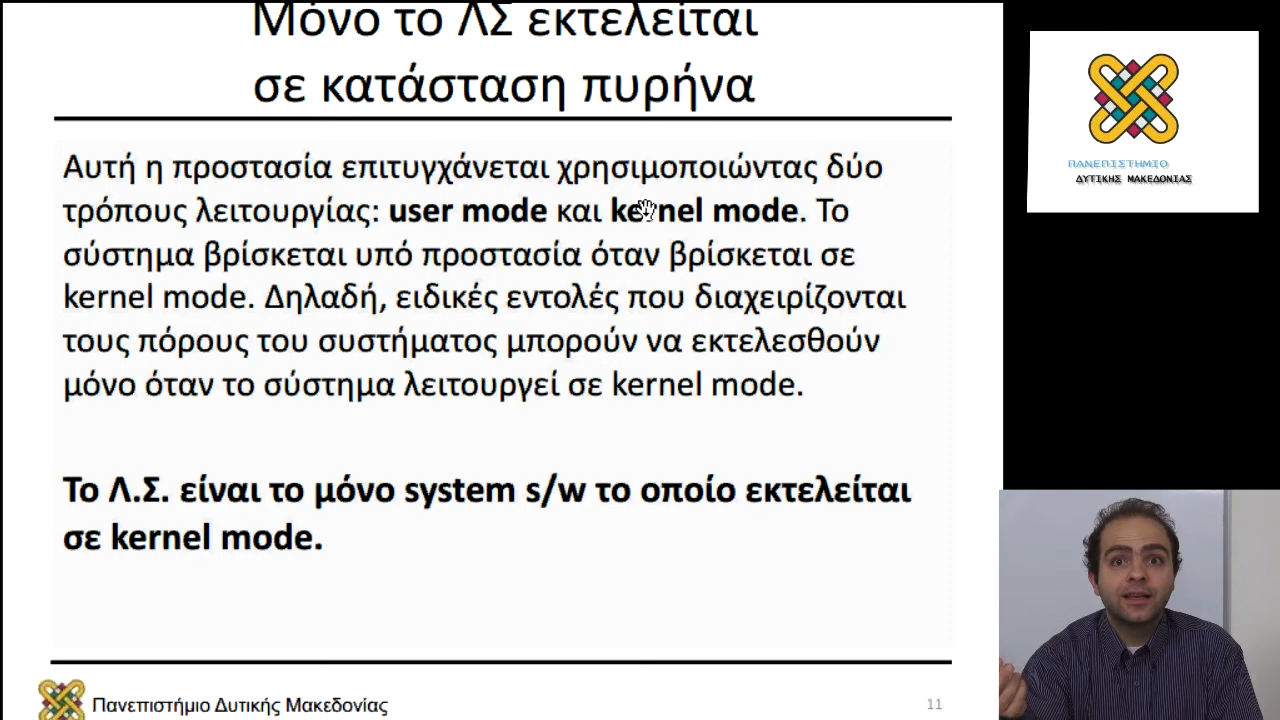 Μόνο το ΛΣ εκτελείται
σε κατάσταση πυρήνα
Αυτή η προστασία επιτυγχάνεται χρησιμοποιώντας δύο
τρόπους λειτουργίας: user mode και kernel mode. Το
σύστημα βρίσκεται υπό προστασία όταν βρίσκεται σε
kernel mode. Δηλαδή, ειδικές εντολές που διαχειρίζονται
τους πόρους του συστήματος μπορούν να εκτελεσθούν
μόνο όταν το σύστημα λειτουργεί σε kernel mode.
Το Λ.Σ. είναι το μόνο system s/w το οποίο εκτελείται
σε kernel mode.
Πανεπιστήμιο Δυτικής Μακεδονίας
11
ΠΑΝΕΠΙΣΤΗΜΙΟ
ΔΥΤΙΚΗΣ ΜΑΚΕΔΟΝΙΑΣ